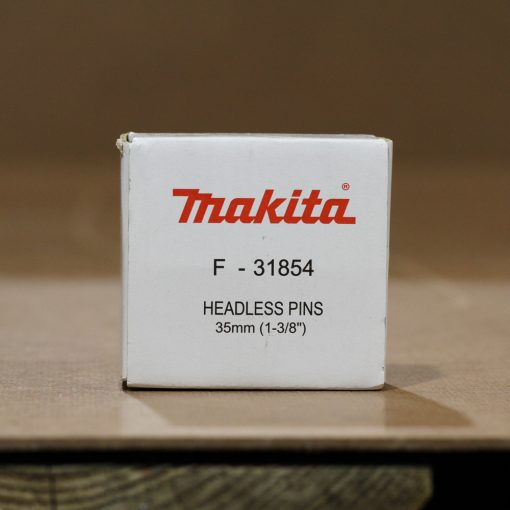 makita®
F - 31854
HEADLESS PINS
35mm (1-3/8")